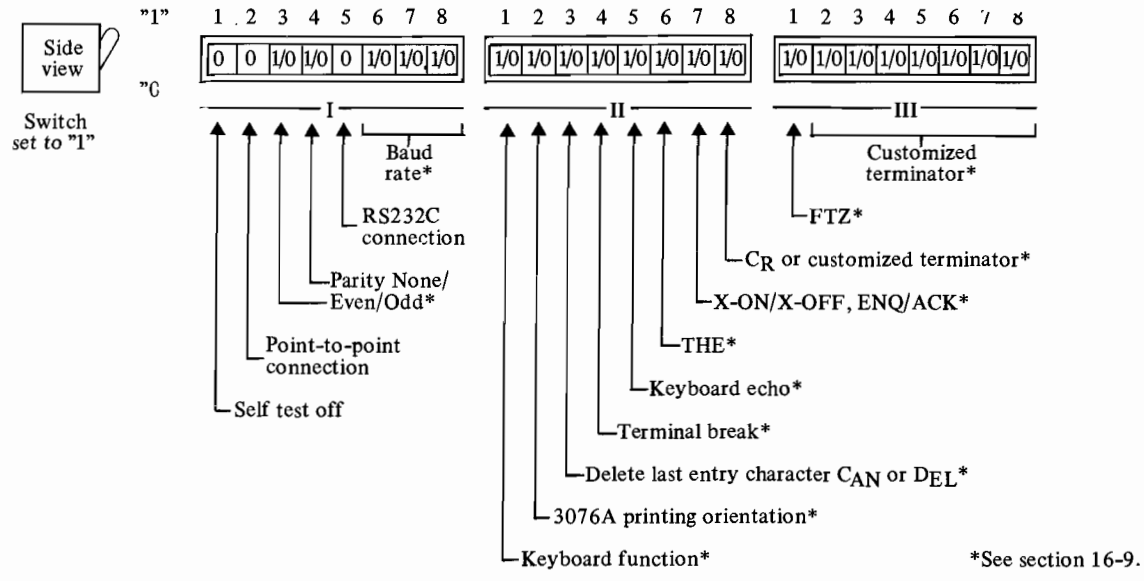 "1" 1 2 3 4 5 6 7 8 1 2 3 4 5 6 7 8 1 2 3 4 5 6 7 8
Side
view
0 0 1/0 1/0 0 1/0 1/0 1/0 1/0 1/0 1/0 1/0 1/0 1/0 1/0 1/0 1/0 1/0 1/0 1/0 1/0 1/0 1/0 1/0
"0
Switch
set to "1"
I II III
Baud
rate*
Customized
terminator*
RS232C
connection
FTZ*
CR or customized terminator*
Parity None/
Even/Odd*
X-ON/X-OFF, ENQ/ACK*
Point-to-point
connection
THE*
Keyboard echo*
Self test off
Terminal break*
Delete last entry character CAN or DEL*
3076A printing orientation*
Keyboard function*
*See section 16-9.